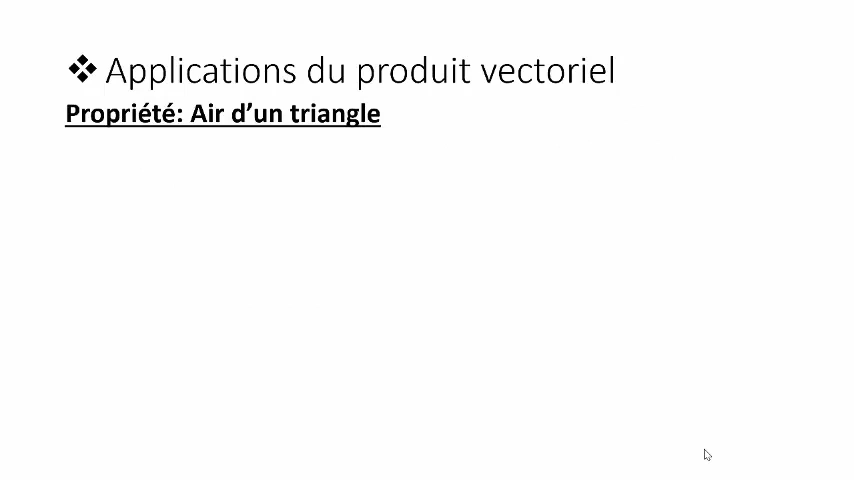 ❖ Applications du produit vectoriel
Propriété: Air d’un triangle